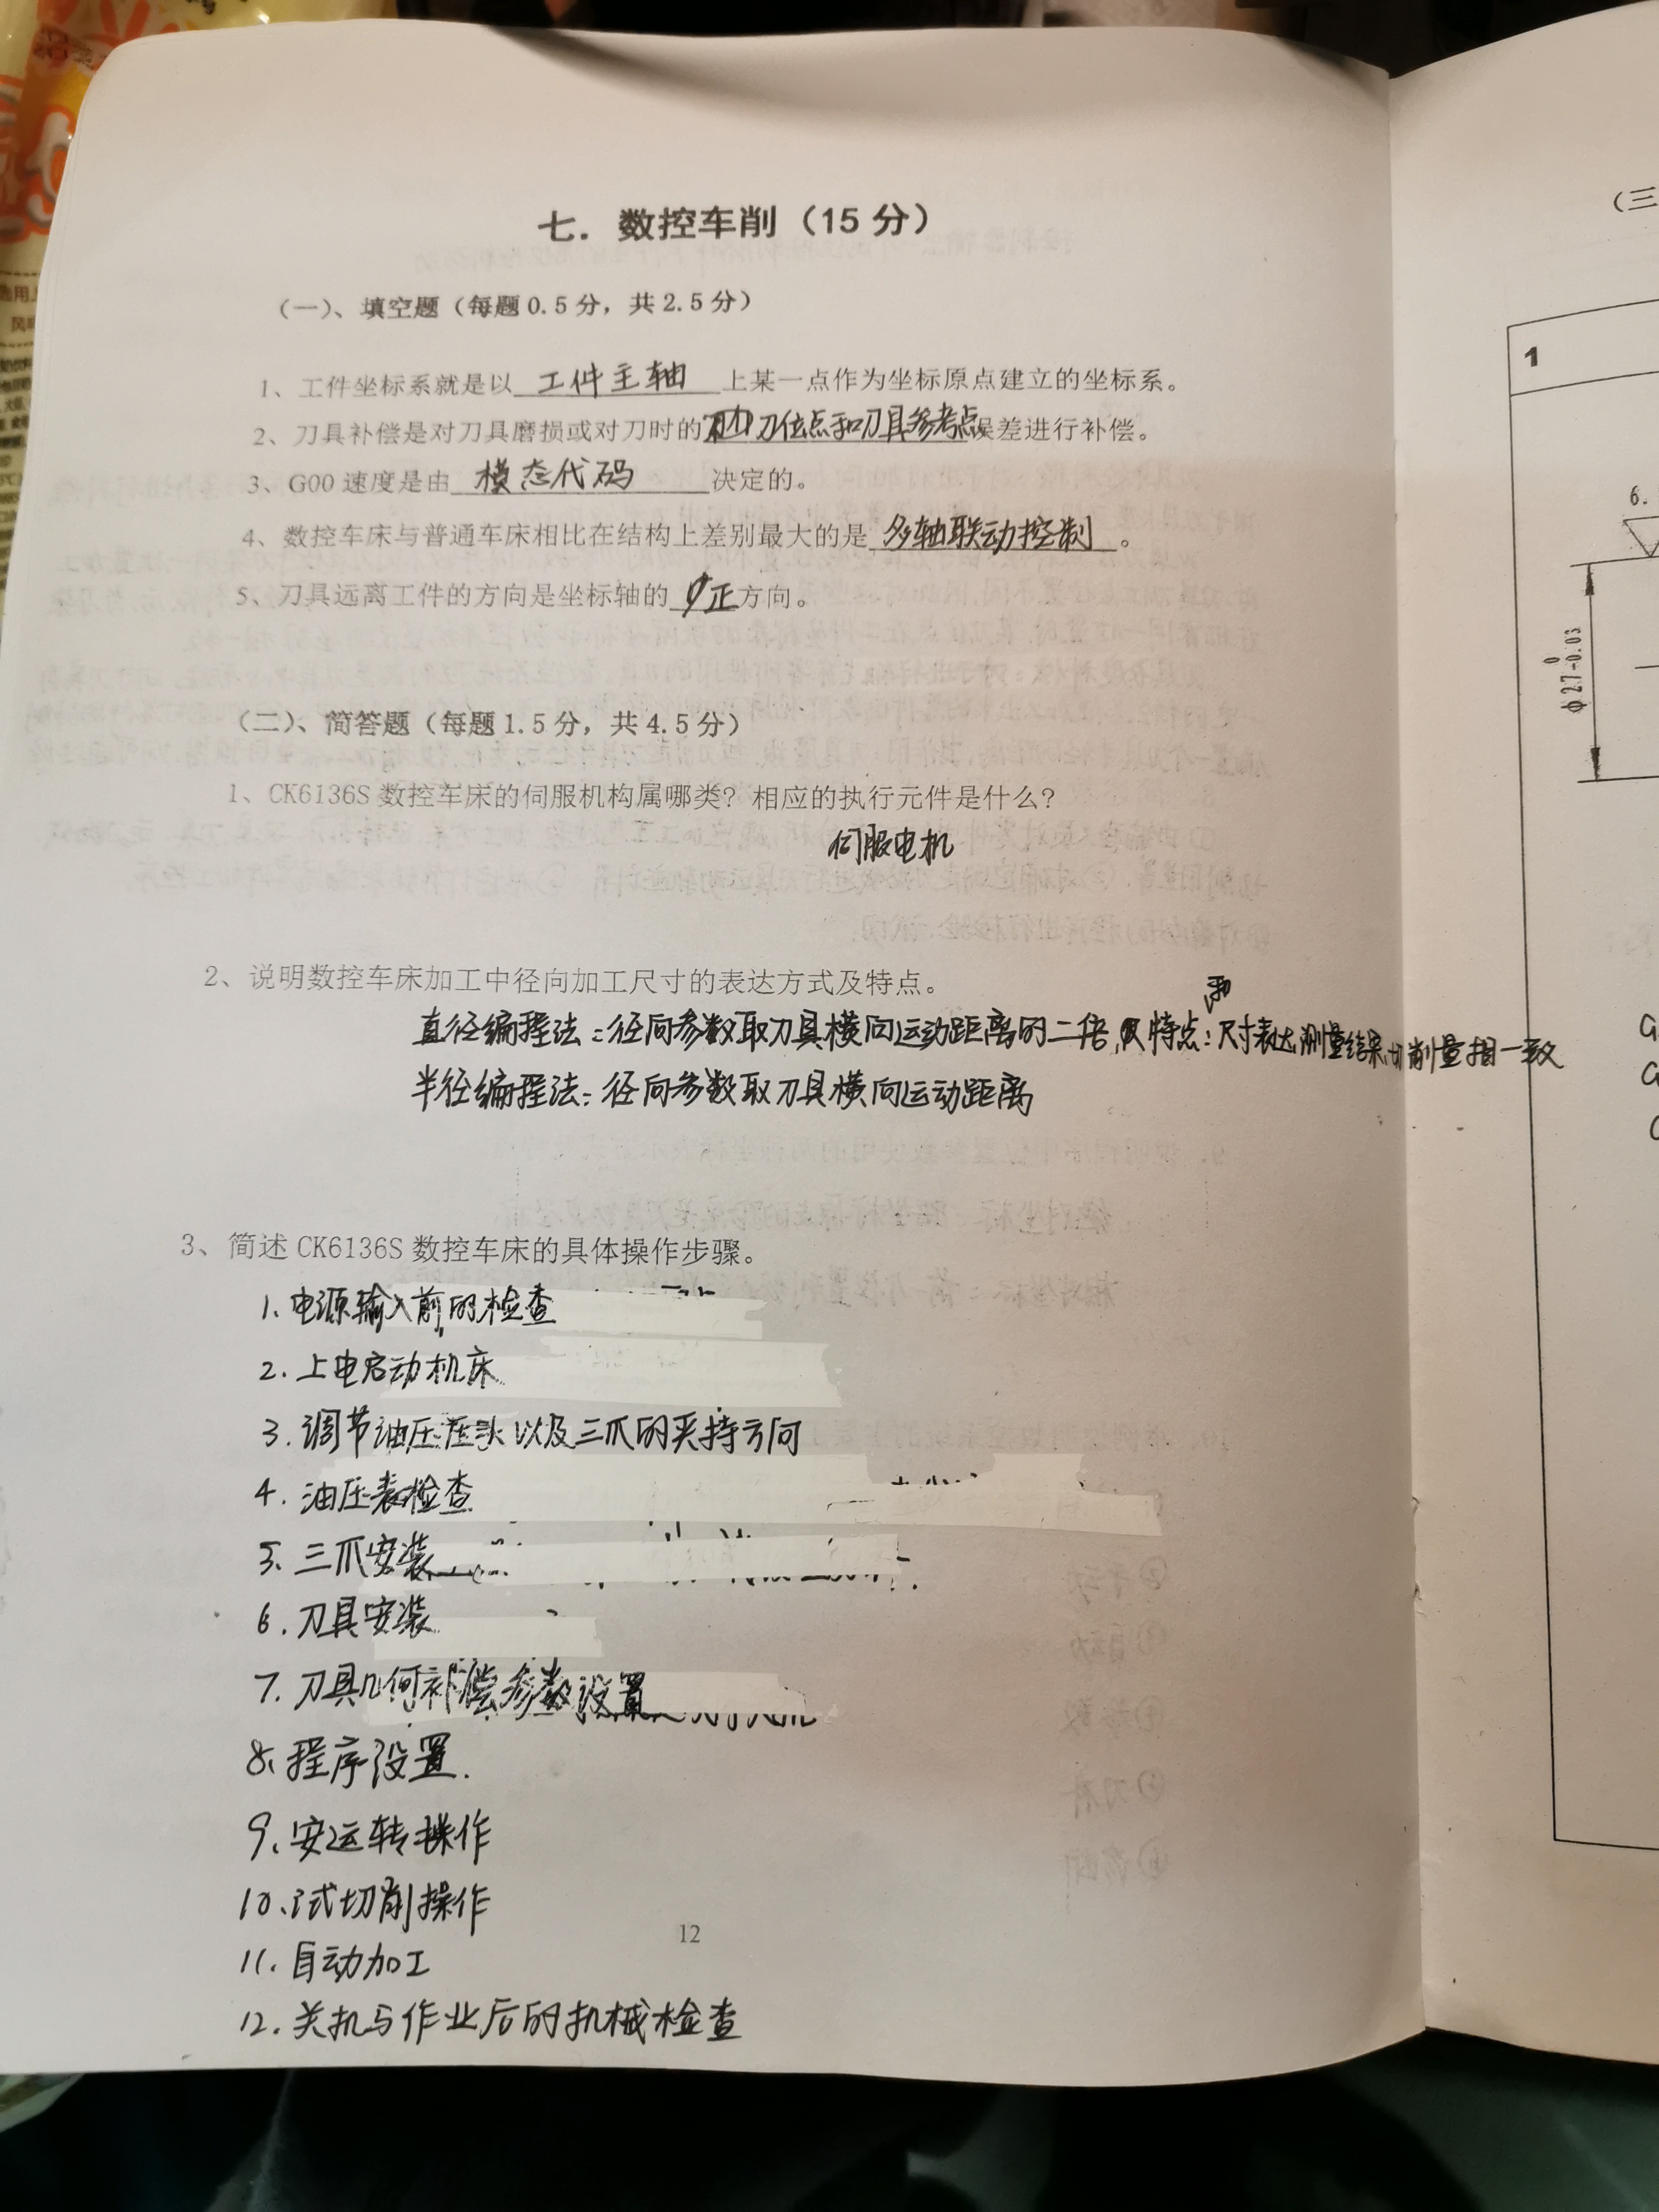 七. 数控车削（15 分）
（一）、填空题（每题0.5 分，共2.5 分）
1、工件坐标系就是以 工件主轴 上某一点作为坐标原点建立的坐标系。
2、刀具补偿是对刀具磨损或对刀时的 刀位点和刀具参考点误差进行补偿。
3、G00 速度是由 模态代码 决定的。
4、数控车床与普通车床相比在结构上差别最大的是 多轴联动控制 。
5、刀具远离工件的方向是坐标轴的 正方向。
（二）、简答题（每题1.5 分，共4.5 分）
1、CK6136S 数控车床的伺服机构属哪类？相应的执行元件是什么？
伺服电机
2、说明数控车床加工中径向加工尺寸的表达方式及特点。
直径编程法：径向参数取刀具横向运动距离的二倍 特点：尺寸表达测量结果切削量相一致
半径编程法：径向参数取刀具横向运动距离
3、简述 CK6136S 数控车床的具体操作步骤。
1. 电源输入前的检查
2. 上电启动机床
3. 调节油压压头以及三爪的夹持方向
4. 油压表检查
5. 三爪安装
6. 刀具安装
7. 刀具几何补偿参数设置
8. 程序设置.
9. 安运转操作
10. 试切削操作
11. 自动加工
12. 关机与作业后的机械检查
12
（三
1
6.
φ27 0 -0.03